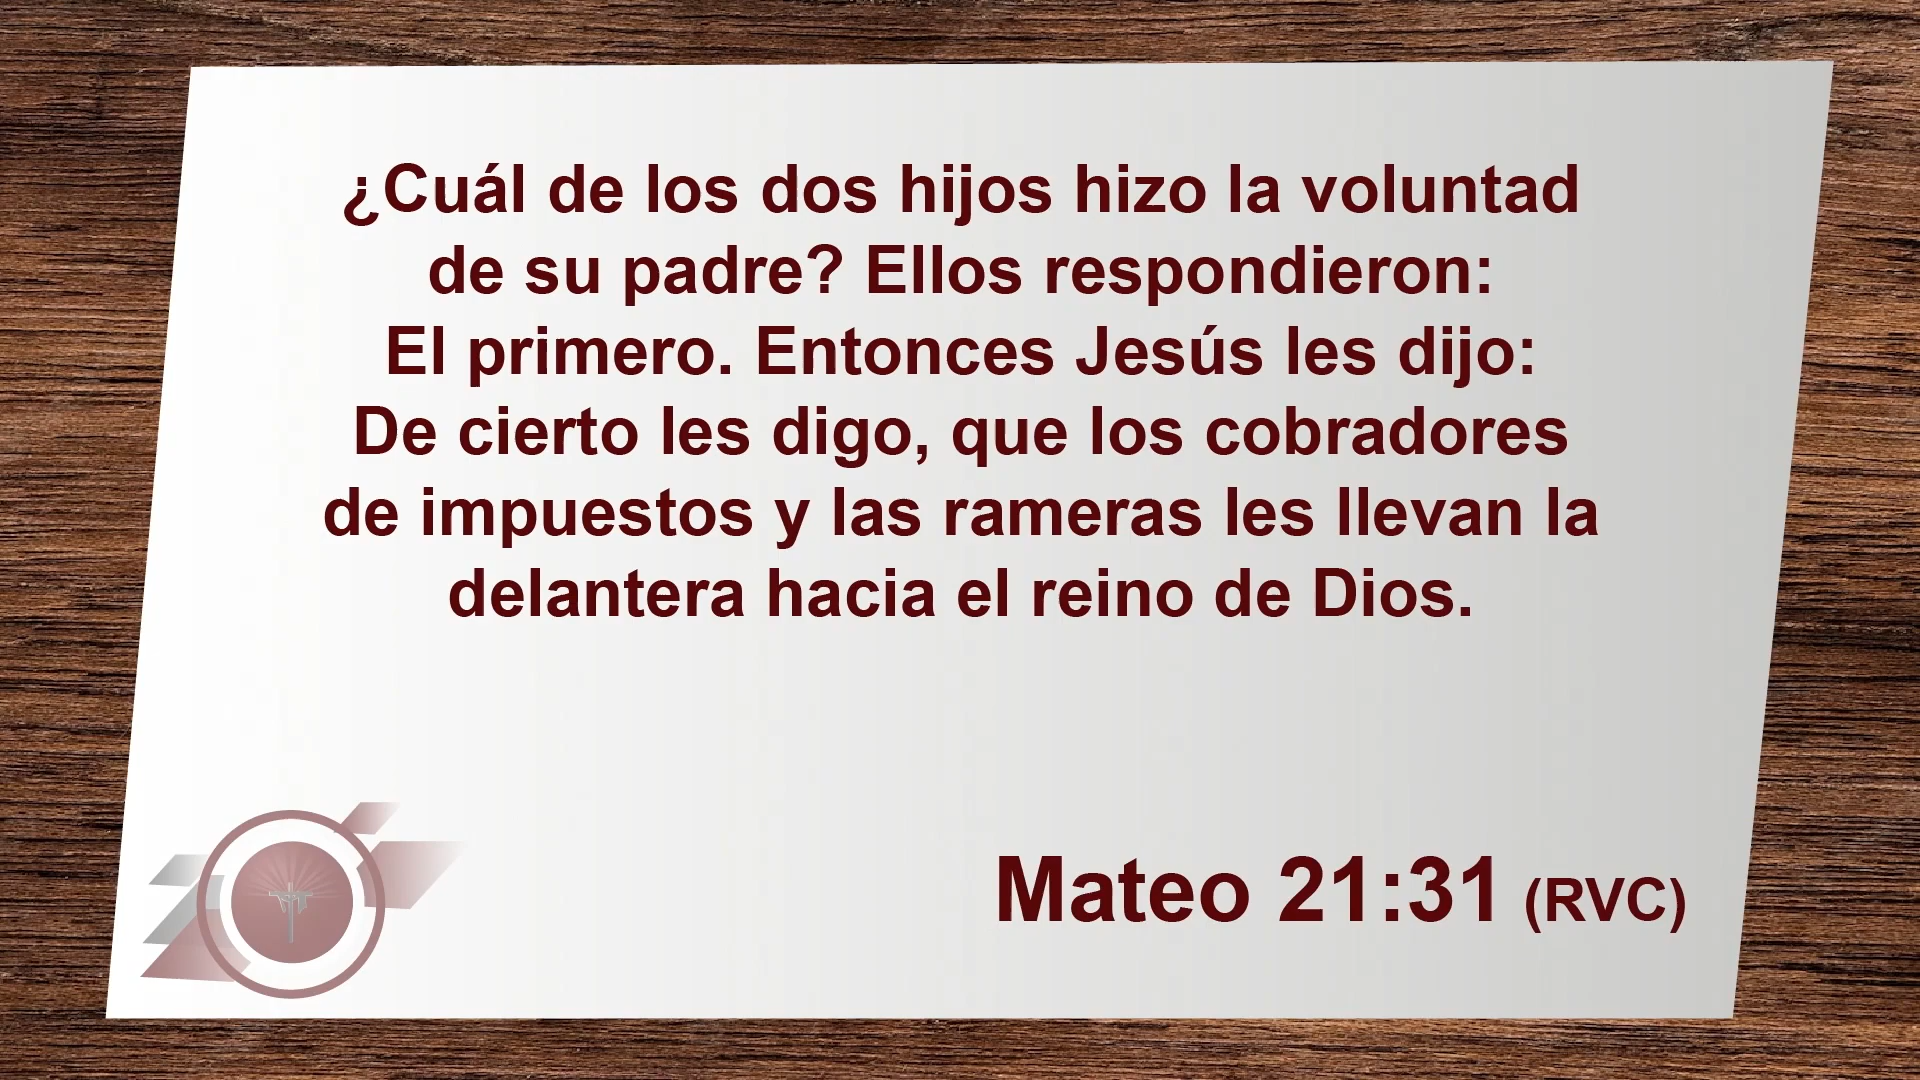 ¿Cuál de los dos hijos hizo la voluntad
de su padre? Ellos respondieron:
El primero. Entonces Jesús les dijo:
De cierto les digo, que los cobradores
de impuestos y las rameras les llevan la
delantera hacia el reino de Dios.
Mateo 21:31 (RVC)